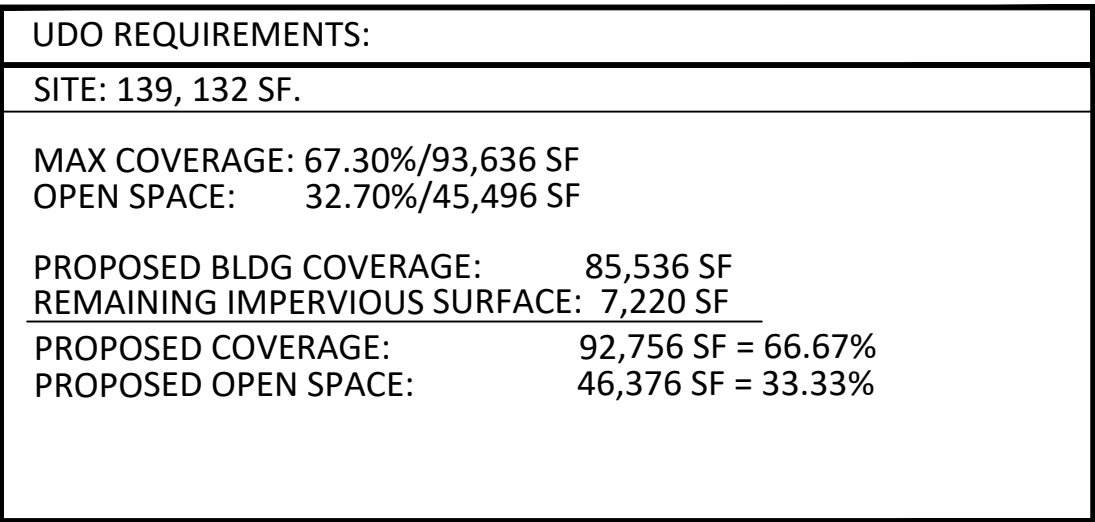 UDO REQUIREMENTS:
SITE: 139, 132 SF.
MAX COVERAGE: 67.30%/93,636 SF
OPEN SPACE: 32.70%/45,496 SF
PROPOSED BLDG COVERAGE: 85,536 SF
REMAINING IMPERVIOUS SURFACE: 7,220 SF
PROPOSED COVERAGE: 92,756 SF = 66.67%
PROPOSED OPEN SPACE: 46,376 SF = 33.33%